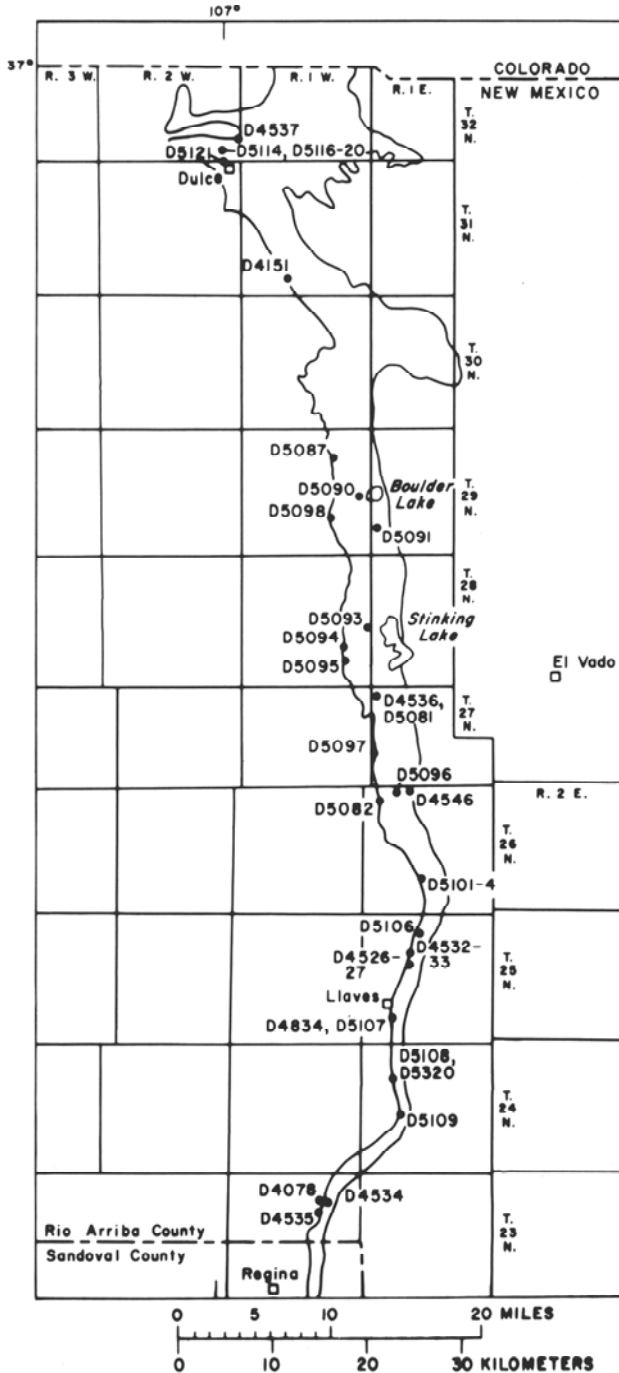 107°
37°
R. 3 W.
R. 2 W.
R. 1 W.
R. 1 E.
COLORADO
NEW MEXICO
T. 32 N.
D4537
D5121
D5114, D5116-20
Dulce
T. 31 N.
D4151
T. 30 N.
D5087
D5090
Boulder Lake
T. 29 N.
D5098
D5091
T. 28 N.
D5093
Stinking Lake
D5094
D5095
El Vado
D4536, D5081
T. 27 N.
D5097
D5096
D5082
D4546
R. 2 E.
T. 26 N.
D5101-4
D5106
D4526-27
D4532-33
T. 25 N.
Llaves
D4834, D5107
D5108, D5320
T. 24 N.
D5109
D4078
D4534
D4535
T. 23 N.
Rio Arriba County
Sandoval County
Regina
0 5 10 20 MILES
0 10 20 30 KILOMETERS